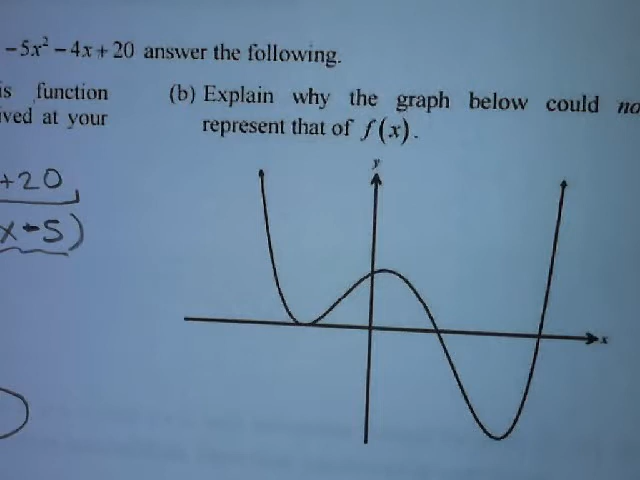 -5x² - 4x + 20 answer the following.
is function
ived at your
(b) Explain why the graph below could no
represent that of f(x).
+20
x-5)
y
x